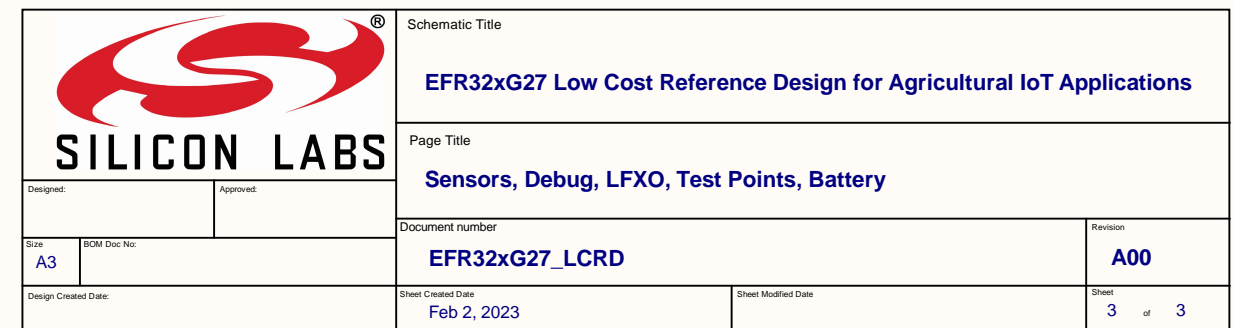 ®
SILICON LABS
Schematic Title
EFR32xG27 Low Cost Reference Design for Agricultural IoT Applications
Page Title
Sensors, Debug, LFXO, Test Points, Battery
Designed:
Approved:
Document number
EFR32xG27_LCRD
Revision
A00
Size
A3
BOM Doc No:
Design Created Date:
Sheet Created Date
Feb 2, 2023
Sheet Modified Date
Sheet
3 of 3